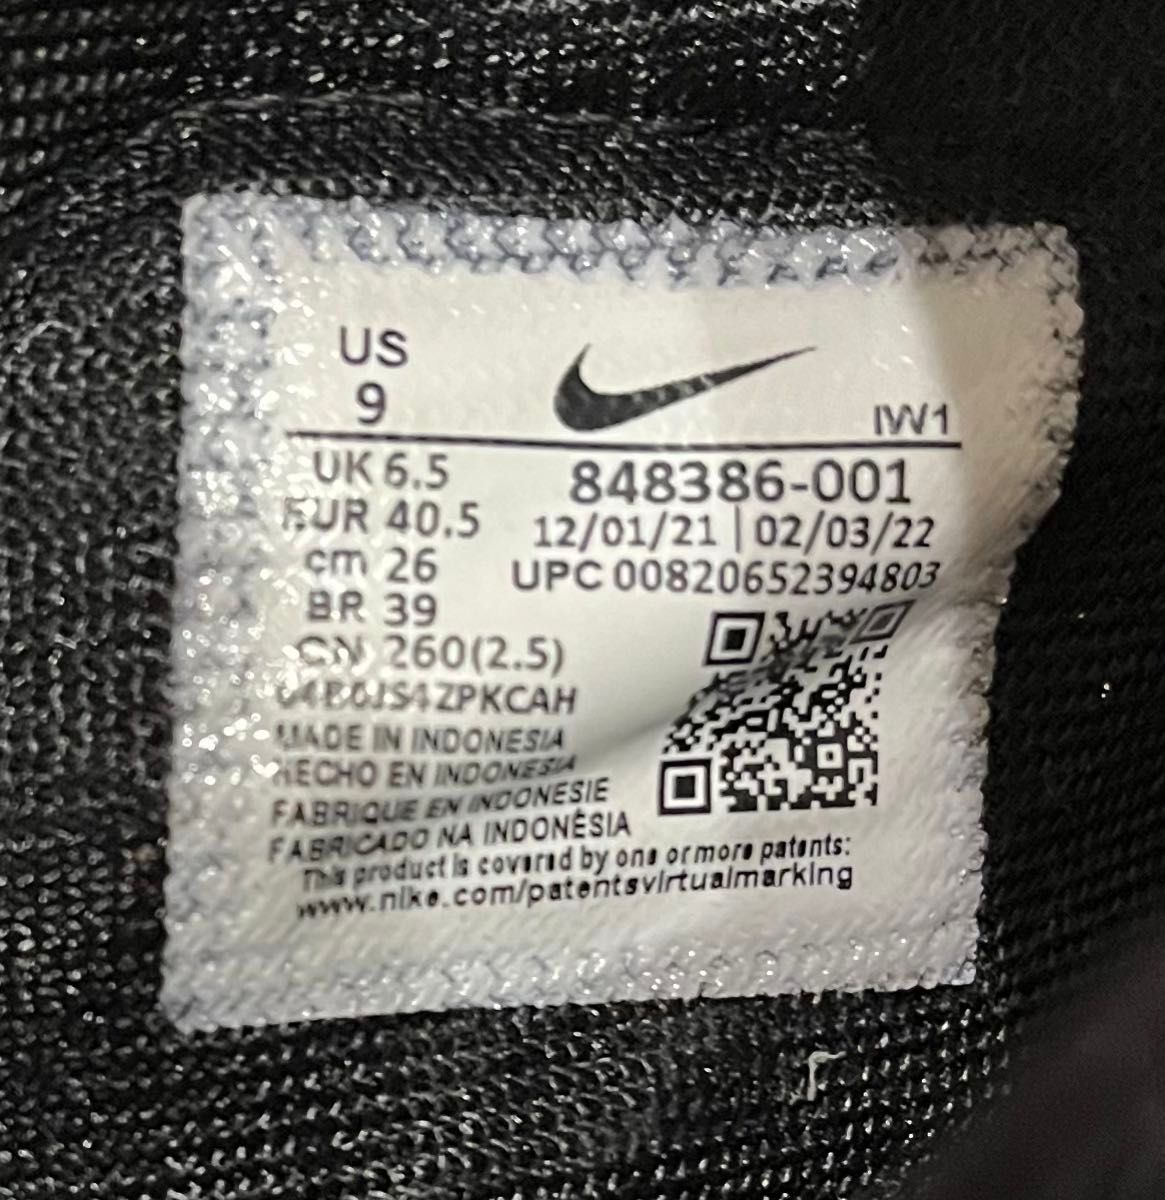 US
9
IW1
UK 6.5
848386-001
EUR 40.5
12/01/21 | 02/03/22
cm 26
UPC 00820652394803
BR 39
CN 260(2.5)
MADE IN INDONESIA
HECHO EN INDONESIA
FABRIQUE EN INDONESIE
FABRICADO NA INDONÉSIA
This product is covered by one or more patents:
www.nike.com/patentsvirtualmarking